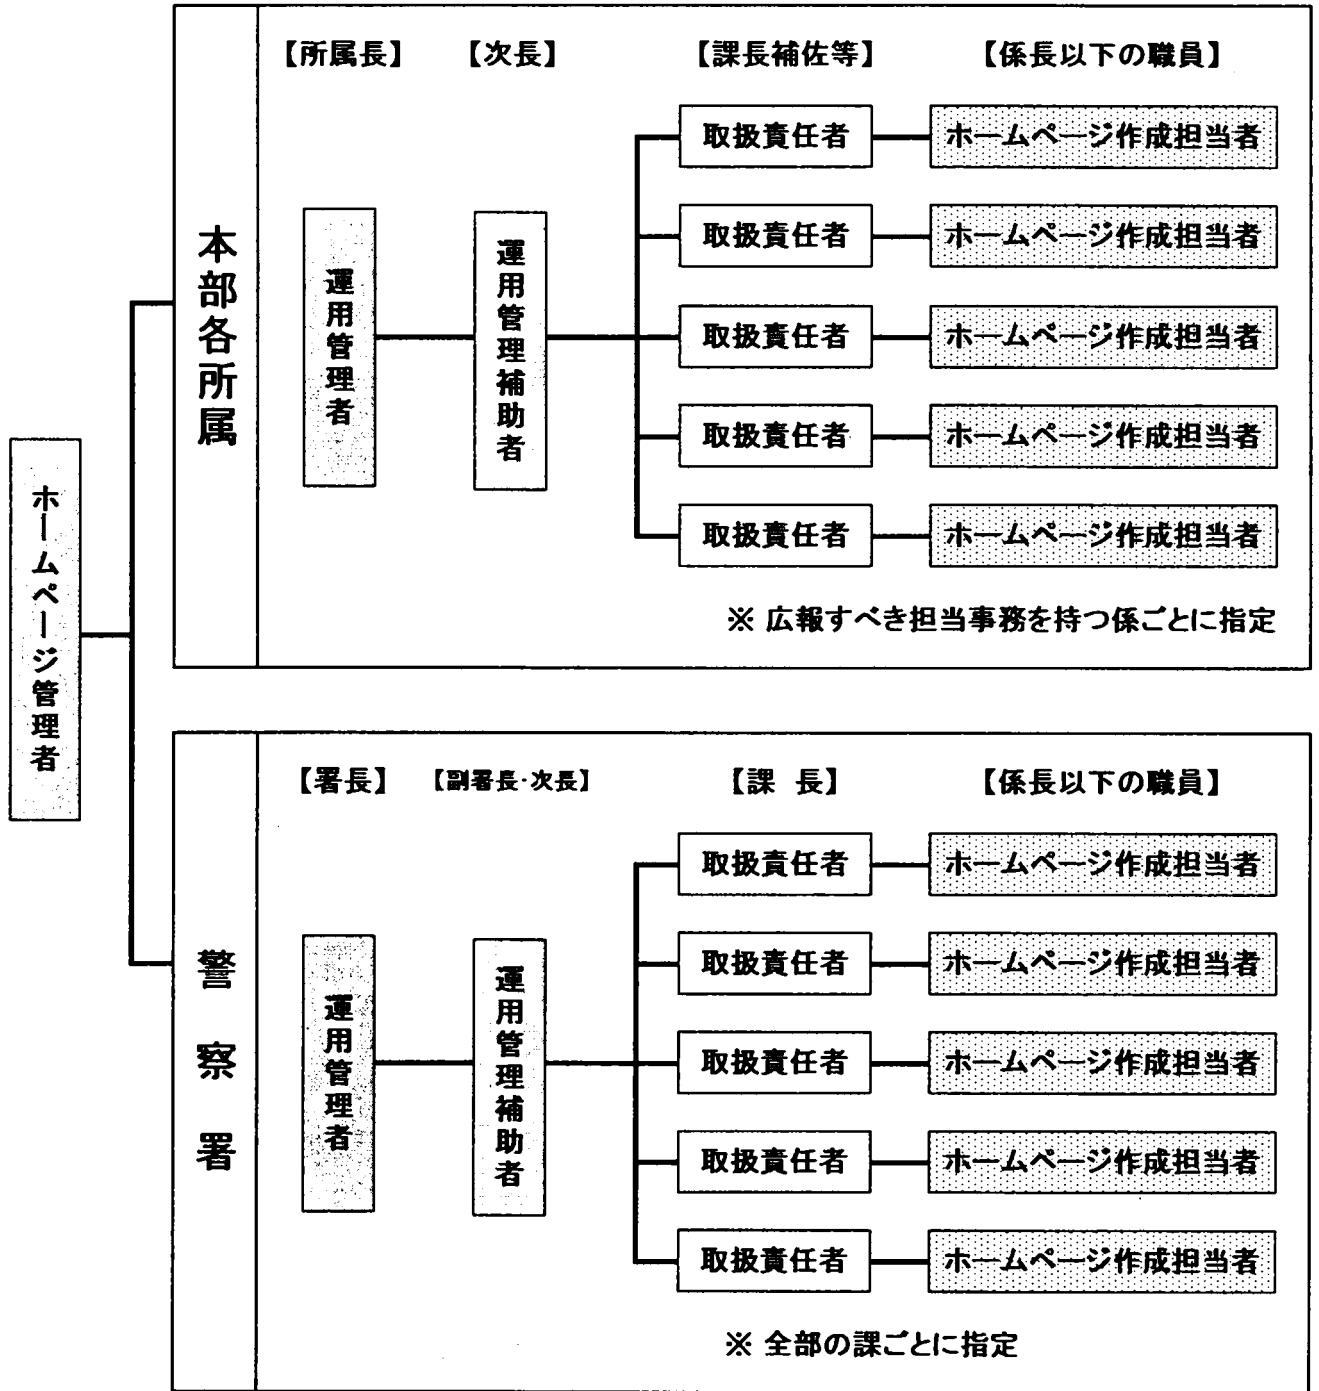 ホームページ管理者
本部各所属
【所属長】 【次長】 【課長補佐等】 【係長以下の職員】
運用管理者
運用管理補助者
取扱責任者 ホームページ作成担当者
取扱責任者 ホームページ作成担当者
取扱責任者 ホームページ作成担当者
取扱責任者 ホームページ作成担当者
取扱責任者 ホームページ作成担当者
※ 広報すべき担当事務を持つ係ごとに指定
警察署
【署長】 【副署長・次長】 【課 長】 【係長以下の職員】
運用管理者
運用管理補助者
取扱責任者 ホームページ作成担当者
取扱責任者 ホームページ作成担当者
取扱責任者 ホームページ作成担当者
取扱責任者 ホームページ作成担当者
取扱責任者 ホームページ作成担当者
※ 全部の課ごとに指定